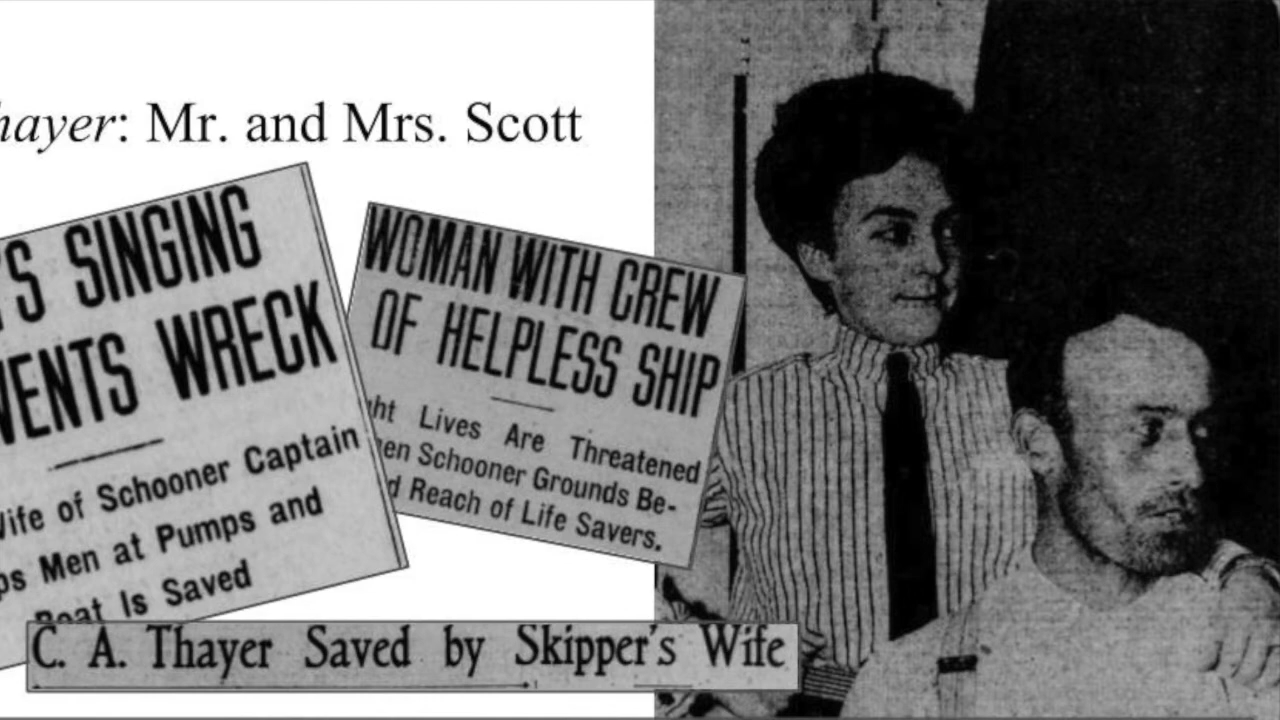 hayer: Mr. and Mrs. Scott
'S SINGING
VENTS WRECK
Wife of Schooner Captain
ps Men at Pumps and
Boat Is Saved
WOMAN WITH CREW
OF HELPLESS SHIP
ght Lives Are Threatened
en Schooner Grounds Be-
d Reach of Life Savers.
C. A. Thayer Saved by Skipper's Wife